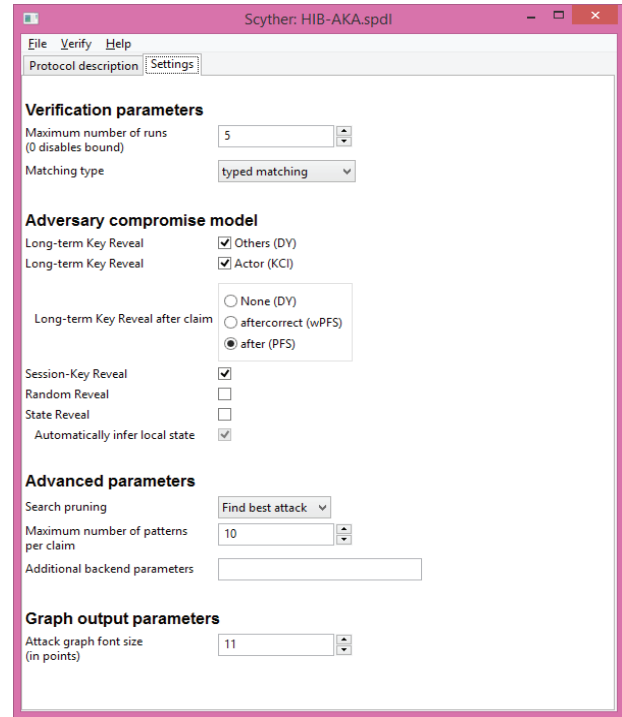 Scyther: HIB-AKA.spdl
File Verify Help
Protocol description Settings
Verification parameters
Maximum number of runs
(0 disables bound)
5
Matching type
typed matching
Adversary compromise model
Long-term Key Reveal
Others (DY)
Long-term Key Reveal
Actor (KCI)
Long-term Key Reveal after claim
None (DY)
aftercorrect (wPFS)
after (PFS)
Session-Key Reveal
Random Reveal
State Reveal
Automatically infer local state
Advanced parameters
Search pruning
Find best attack
Maximum number of patterns
per claim
10
Additional backend parameters
Graph output parameters
Attack graph font size
(in points)
11